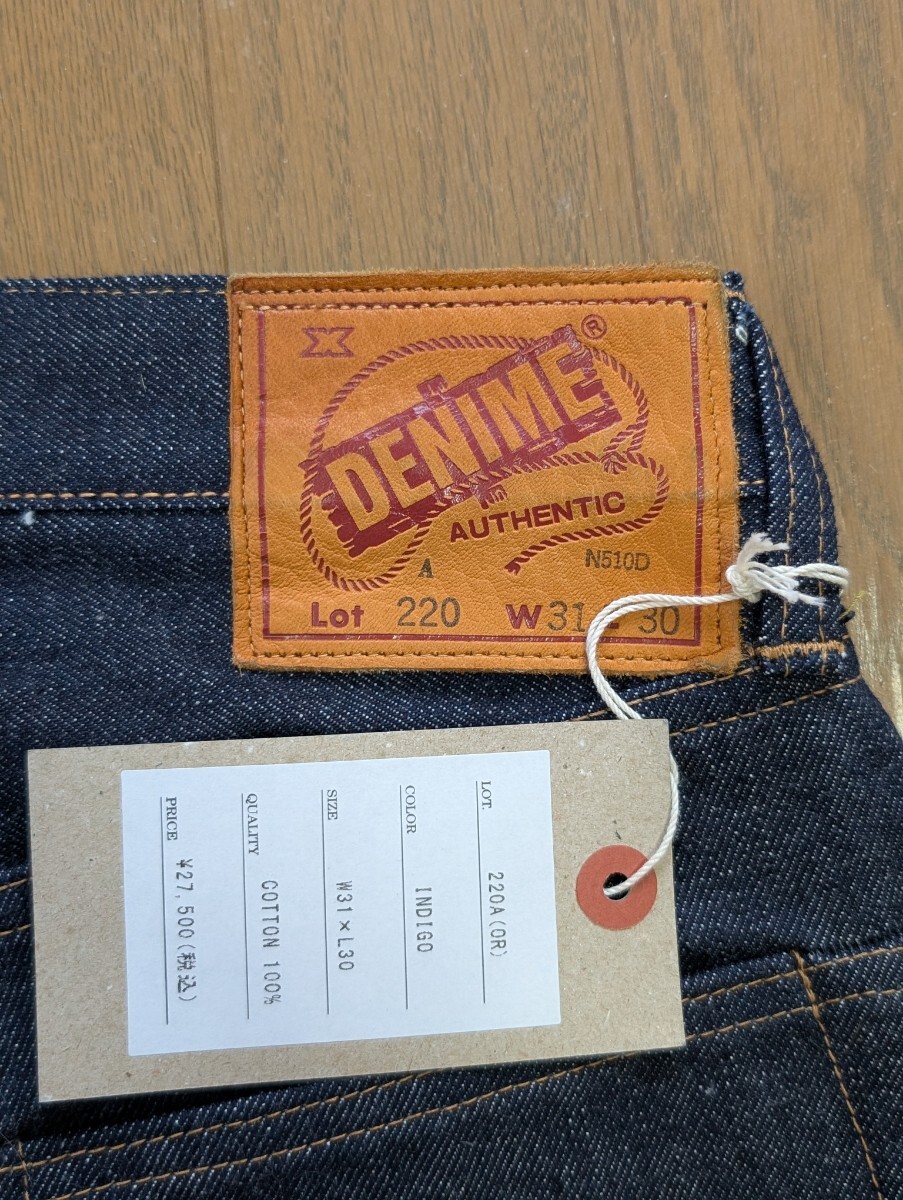 DENIME®
AUTHENTIC
A N510D
Lot 220 W31 30
LOT. 220A(OR)
COLOR INDIGO
SIZE W31×L30
QUALITY COTTON 100%
PRICE ¥27,500(税込)